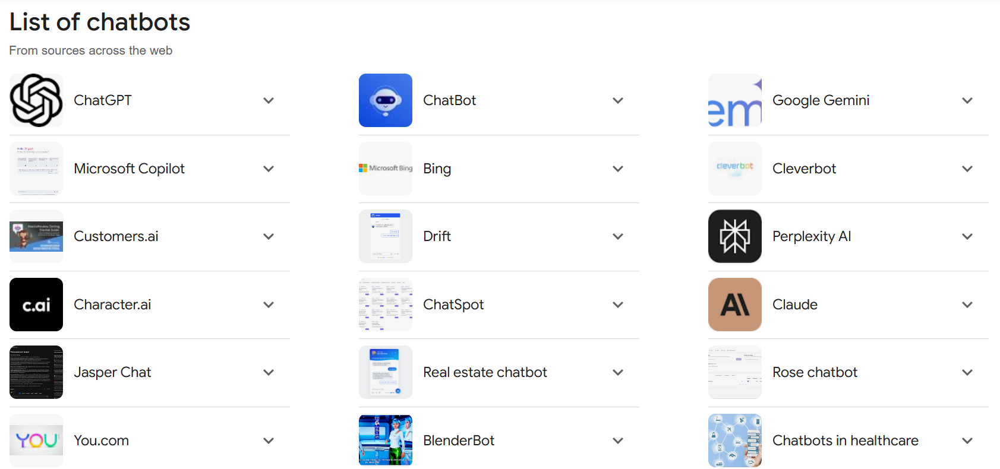 List of chatbots
From sources across the web
ChatGPT
ChatBot
em
Google Gemini
Microsoft Copilot
Microsoft Bing
Bing
cleverbot
Cleverbot
Customers.ai
Drift
Perplexity AI
c.ai
Character.ai
ChatSpot
AI
Claude
Jasper Chat
Real estate chatbot
Rose chatbot
YOU
You.com
BlenderBot
Chatbots in healthcare